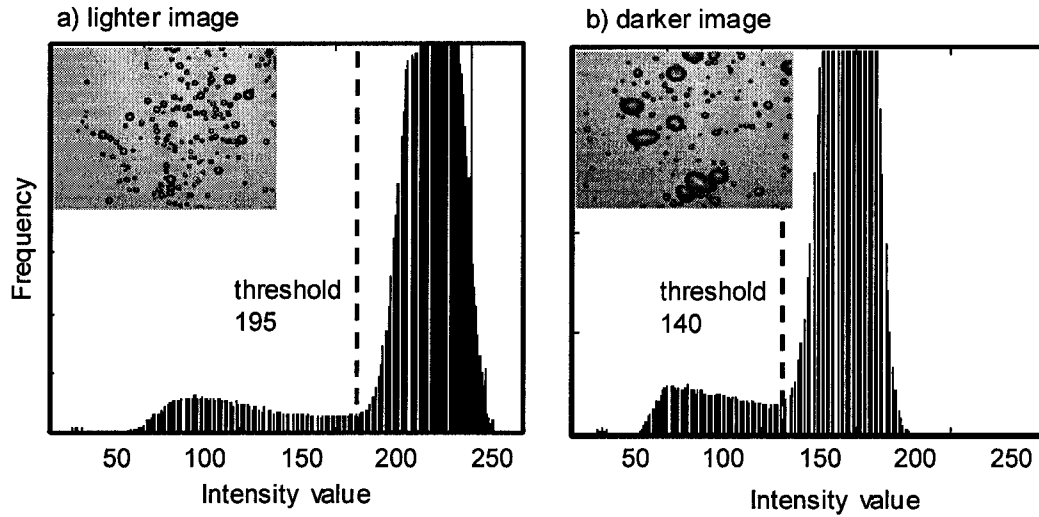 a) lighter image
Frequency
threshold
195
50 100 150 200 250
Intensity value
b) darker image
threshold
140
50 100 150 200 250
Intensity value